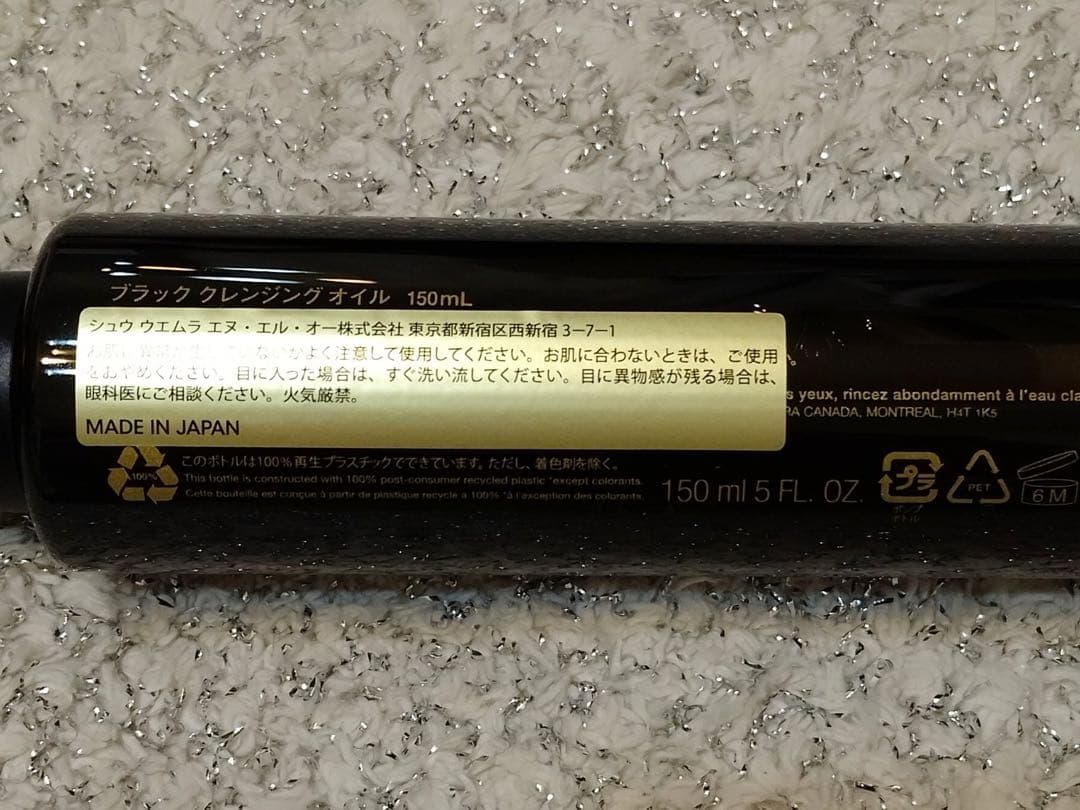 ブラック クレンジング オイル 150mL
シュウ ウエムラ エヌ・エル・オー株式会社 東京都新宿区西新宿 3-7-1
お肌に異常が生じていないかよく注意して使用してください。お肌に合わないときは、ご使用
をおやめください。目に入った場合は、すぐ洗い流してください。目に異物感が残る場合は、
眼科医にご相談ください。火気厳禁。
MADE IN JAPAN
s yeux, rincez abondamment à l'eau cla
RA CANADA, MONTREAL, H4T 1K5
100%
このボトルは100%再生プラスチックでできています。ただし、着色剤を除く。
This bottle is constructed with 100% post-consumer recycled plastic *except colorants.
Cette bouteille est conçue à partir de plastique recyclé à 100% *à l'exception des colorants.
150 ml 5 FL. OZ.
プラ
ポンプ
ボトル
PET
6 M